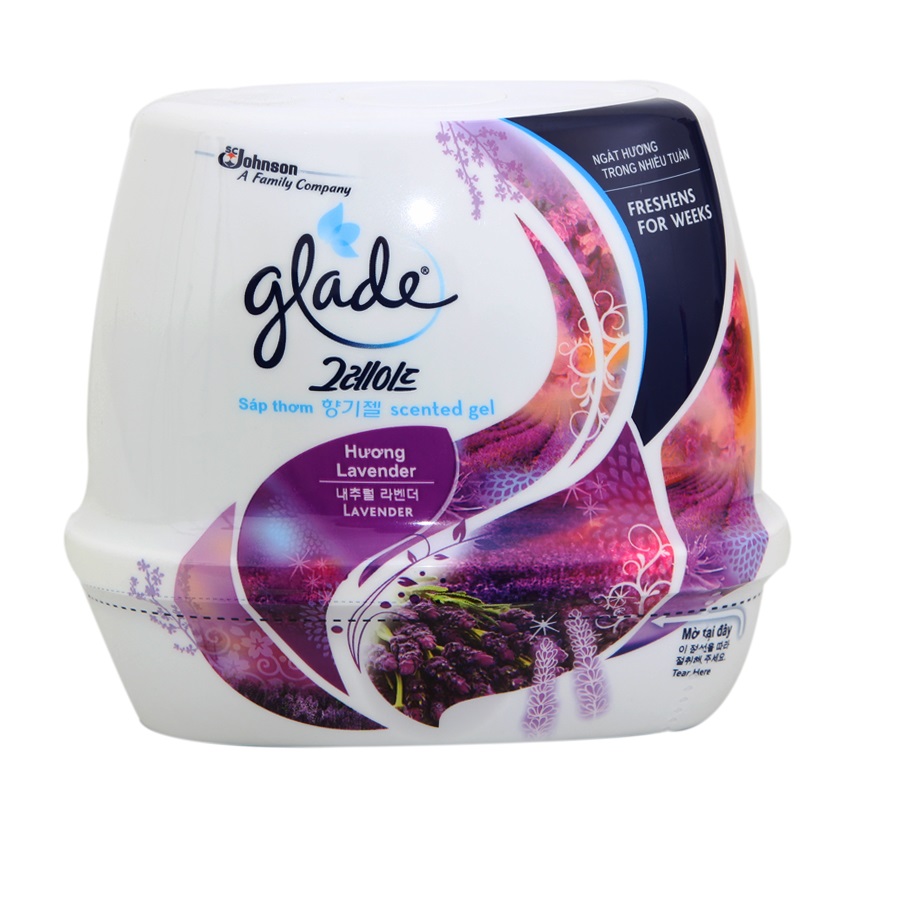 SC Johnson
A Family Company
glade®
그레이드
Sáp thơm 향기젤 scented gel
Hương
Lavender
내추럴 라벤더
LAVENDER
NGÁT HƯƠNG
TRONG NHIỀU TUẦN
FRESHENS
FOR WEEKS
Mở tại đây
이 점선을 따라
절취해 주세요.
Tear Here